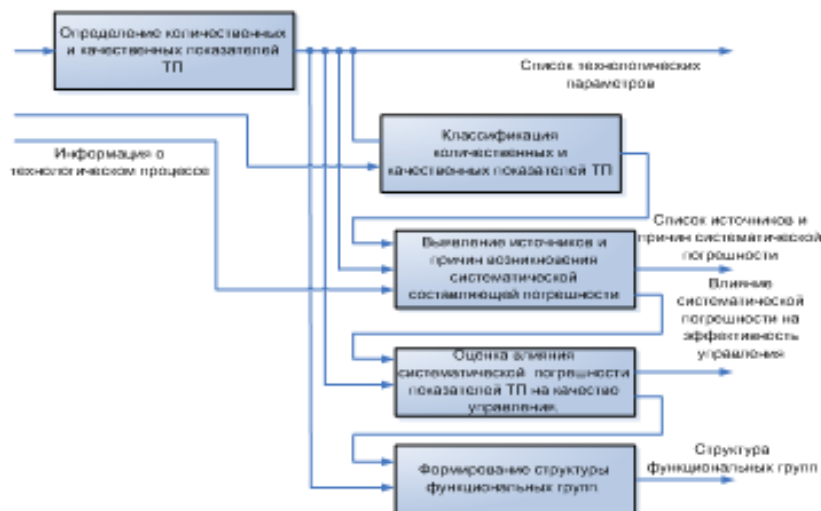 Определение количественных
и качественных показателей
ТП
Список технологических
параметров
Классификация
количественных и
качественных показателей ТП
Информация о
технологическом процессе
Выявление источников и
причин возникновения
систематической
составляющей погрешности
Список источников и
причин систематической
погрешности
Влияние
систематической
погрешности на
эффективность
управления
Оценка влияния
систематической погрешности
показателей ТП на качество
управления.
Формирование структуры
функциональных групп
Структура
функциональных групп